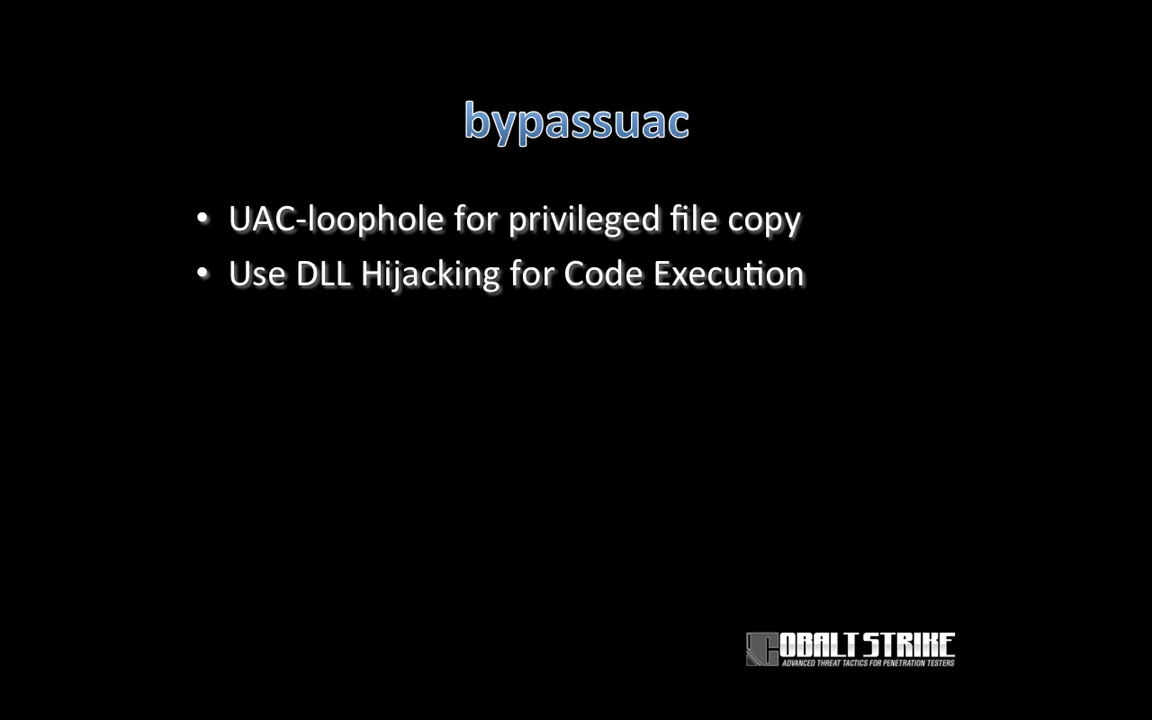 bypassuac
• UAC-loophole for privileged file copy
• Use DLL Hijacking for Code Execution
COBALT STRIKE
ADVANCED THREAT TACTICS FOR PENETRATION TESTERS